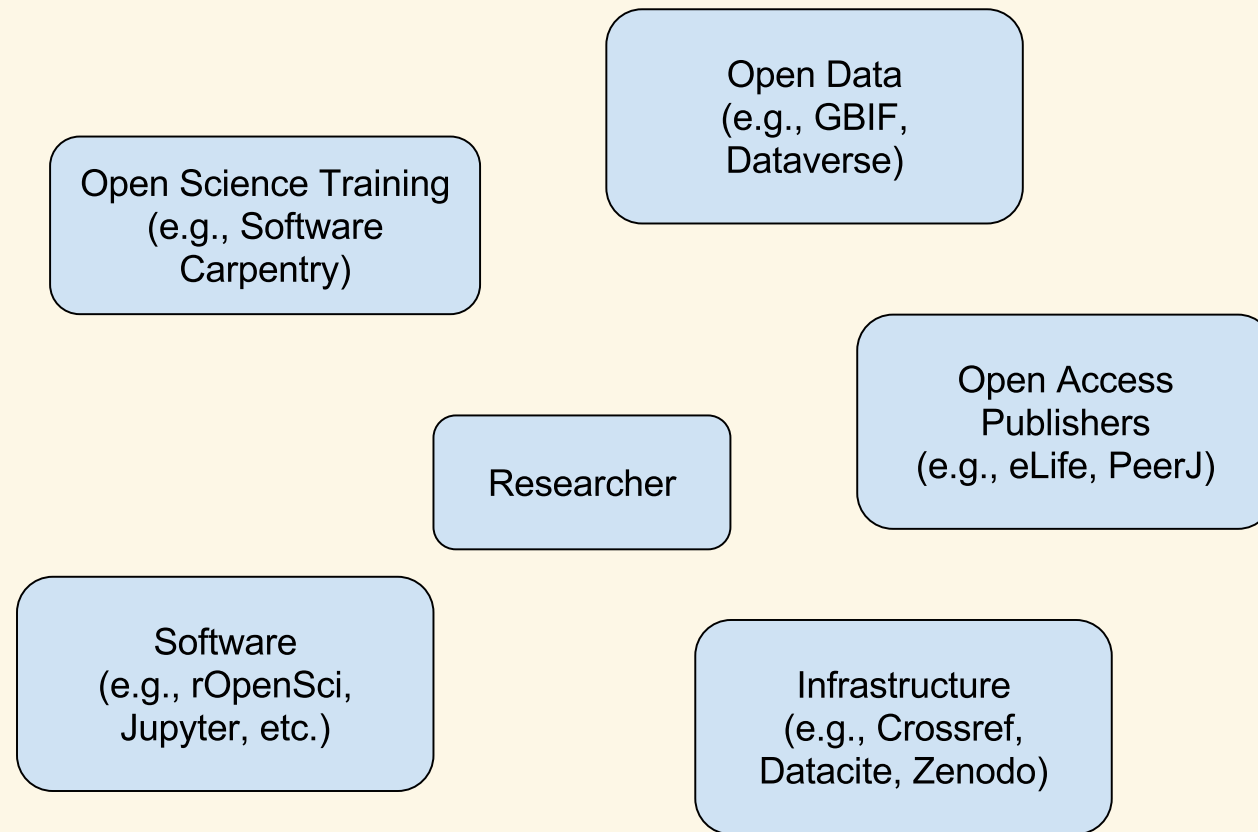 Open Data
(e.g., GBIF,
Dataverse)
Open Science Training
(e.g., Software
Carpentry)
Open Access
Publishers
(e.g., eLife, PeerJ)
Researcher
Software
(e.g., rOpenSci,
Jupyter, etc.)
Infrastructure
(e.g., Crossref,
Datacite, Zenodo)